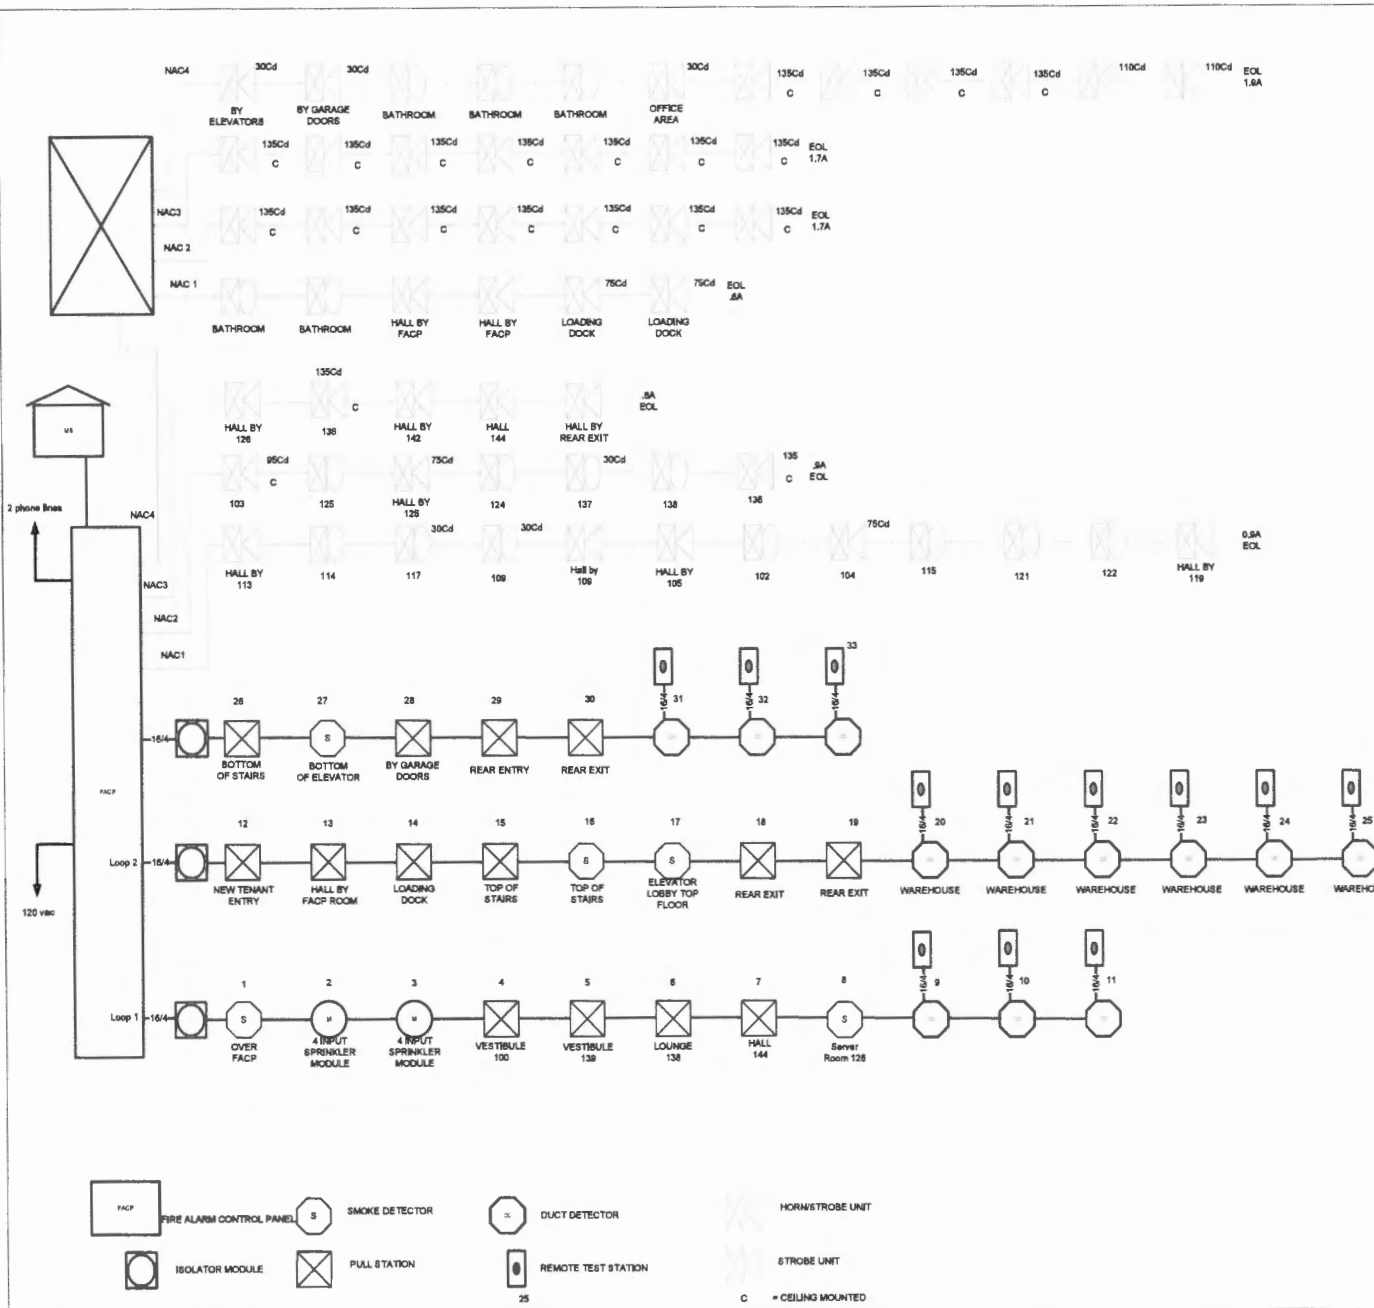 NAC4 30Cd 30Cd 30Cd 135Cd 135Cd 135Cd 135Cd 110Cd 110Cd EOL
C C C C 1.9A
BY ELEVATORS
BY GARAGE DOORS
BATHROOM
BATHROOM
BATHROOM
OFFICE AREA
135Cd 135Cd 135Cd 135Cd 135Cd 135Cd 135Cd EOL
C C C C C C C 1.7A
NAC3 135Cd 135Cd 135Cd 135Cd 135Cd 135Cd 135Cd EOL
C C C C C C C 1.7A
NAC 2
NAC 1 75Cd 75Cd EOL
.8A
BATHROOM
BATHROOM
HALL BY FACP
HALL BY FACP
LOADING DOCK
LOADING DOCK
135Cd
C
EOL
HALL BY 126
136
HALL BY 142
HALL 144
HALL BY REAR EXIT
95Cd 75Cd 30Cd 135 .9A
C C EOL
103
125
HALL BY
124
137
138
136
2 phone lines
NAC4
30Cd 30Cd 75Cd 0.9A
EOL
HALL BY 113
114
117
109
Hall by 109
HALL BY 105
102
104
115
121
122
HALL BY 119
NAC3
NAC2
NAC1
26 27 28 29 30 31 32 33
16/4 S 16/4 16/4 16/4
BOTTOM OF STAIRS
BOTTOM OF ELEVATOR
BY GARAGE DOORS
REAR ENTRY
REAR EXIT
FACP
12 13 14 15 16 17 18 19 20 21 22 23 24 25
Loop 2 16/4 S S 16/4 16/4 16/4 16/4 16/4 16/4
NEW TENANT ENTRY
HALL BY FACP ROOM
LOADING DOCK
TOP OF STAIRS
TOP OF STAIRS
ELEVATOR LOBBY TOP FLOOR
REAR EXIT
REAR EXIT
WAREHOUSE
WAREHOUSE
WAREHOUSE
WAREHOUSE
WAREHOUSE
WAREHO
120 vac
1 2 3 4 5 6 7 8 9 10 11
Loop 1 16/4 S M M S 16/4 16/4 16/4
OVER FACP
4 INPUT SPRINKLER MODULE
4 INPUT SPRINKLER MODULE
VESTIBULE 100
VESTIBULE 139
LOUNGE 138
HALL 144
Server Room 126
FACP FIRE ALARM CONTROL PANEL
S SMOKE DETECTOR
DUCT DETECTOR
HORN/STROBE UNIT
ISOLATOR MODULE
PULL STATION
REMOTE TEST STATION
STROBE UNIT
25
C = CEILING MOUNTED